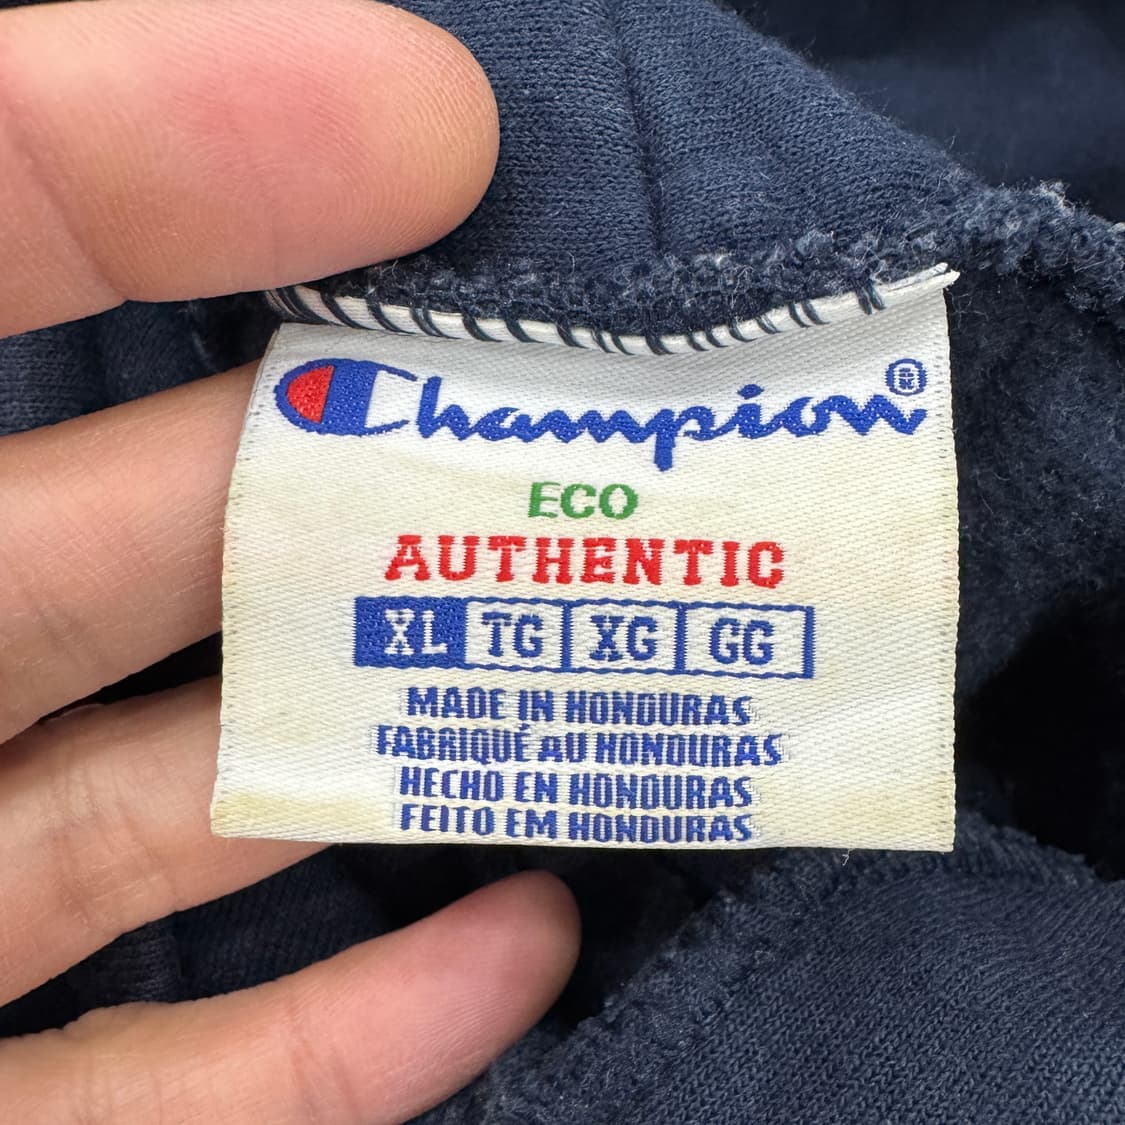 Champion®
ECO
AUTHENTIC
XL TG XG GG
MADE IN HONDURAS
FABRIQUÉ AU HONDURAS
HECHO EN HONDURAS
FEITO EM HONDURAS